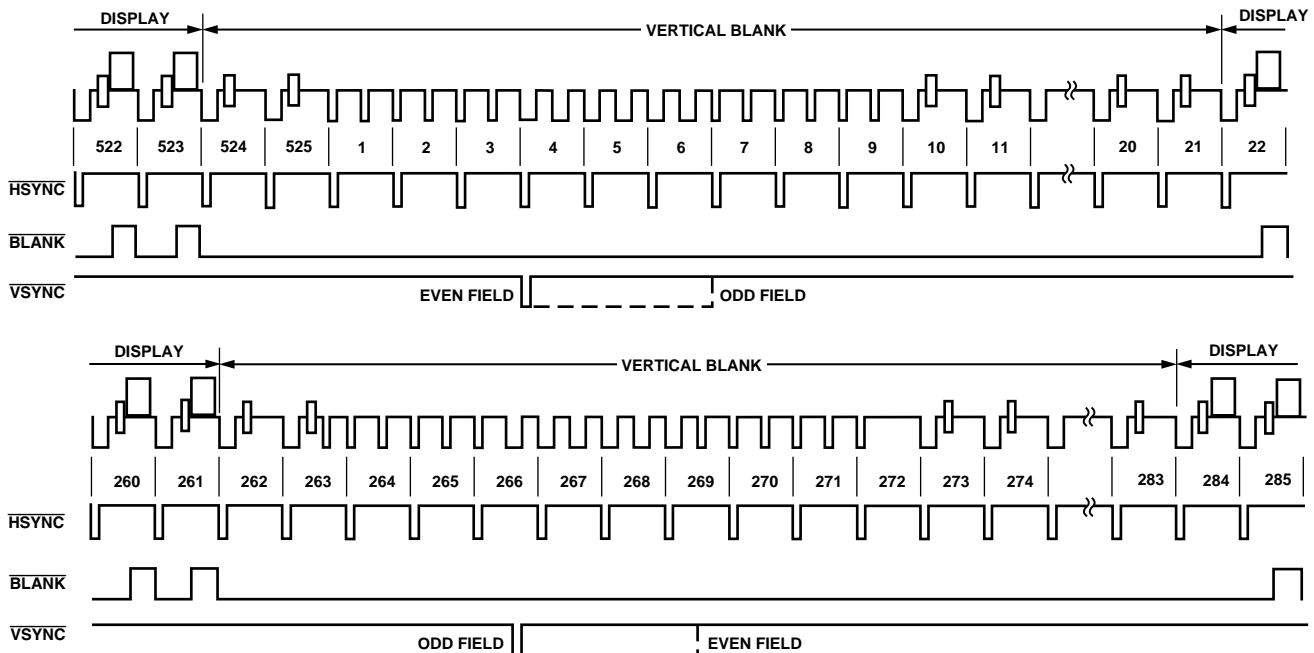 DISPLAY VERTICAL BLANK DISPLAY
522 523 524 525 1 2 3 4 5 6 7 8 9 10 11 20 21 22
HSYNC
BLANK
VSYNC EVEN FIELD ODD FIELD
DISPLAY VERTICAL BLANK DISPLAY
260 261 262 263 264 265 266 267 268 269 270 271 272 273 274 283 284 285
HSYNC
BLANK
VSYNC ODD FIELD EVEN FIELD